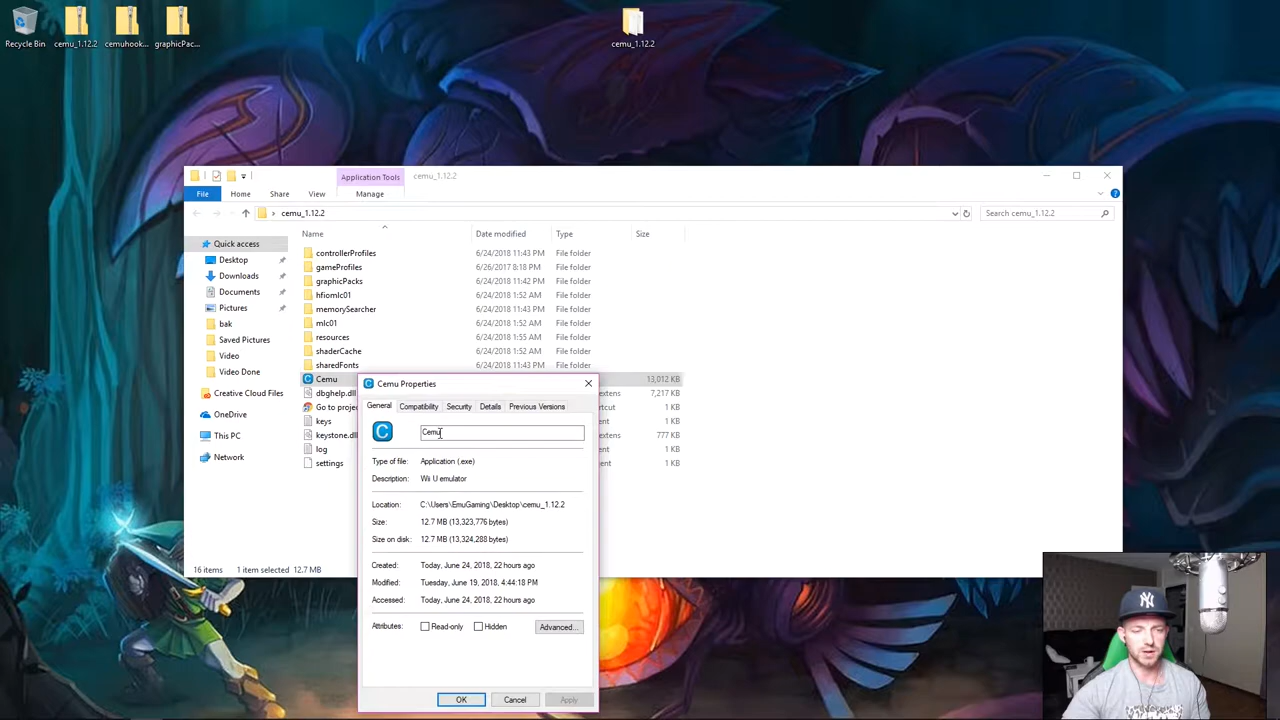 Recycle Bin
cemu_1.12.2
cemuhook...
graphicPac...
cemu_1.12.2
Application Tools
cemu_1.12.2
File
Home
Share
View
Manage
cemu_1.12.2
Search cemu_1.12.2
Name
Date modified
Type
Size
Quick access
Desktop
Downloads
Documents
Pictures
bak
Saved Pictures
Video
Video Done
Creative Cloud Files
OneDrive
This PC
Network
controllerProfiles 6/24/2018 11:43 PM File folder
gameProfiles 6/26/2017 8:18 PM File folder
graphicPacks 6/24/2018 11:42 PM File folder
hfiomlc01 6/24/2018 1:52 AM File folder
memorySearcher 6/24/2018 11:43 PM File folder
mlc01 6/24/2018 1:52 AM File folder
resources 6/24/2018 1:55 AM File folder
shaderCache 6/24/2018 1:52 AM File folder
sharedFonts 6/24/2018 11:43 PM File folder
Cemu 13,012 KB
dbghelp.dll extens 7,217 KB
Go to proje rtcut 1 KB
keys cuments 1 KB
keystone.dll extens 777 KB
log 1 KB
settings 1 KB
16 items 1 item selected 12.7 MB
Cemu Properties
General
Compatibility
Security
Details
Previous Versions
Cemu
Type of file: Application (.exe)
Description: Wii U emulator
Location: C:\Users\EmuGaming\Desktop\cemu_1.12.2
Size: 12.7 MB (13,323,776 bytes)
Size on disk: 12.7 MB (13,324,288 bytes)
Created: Today, June 24, 2018, 22 hours ago
Modified: Tuesday, June 19, 2018, 4:44:18 PM
Accessed: Today, June 24, 2018, 22 hours ago
Attributes: Read-only Hidden Advanced...
OK
Cancel
Apply
NY